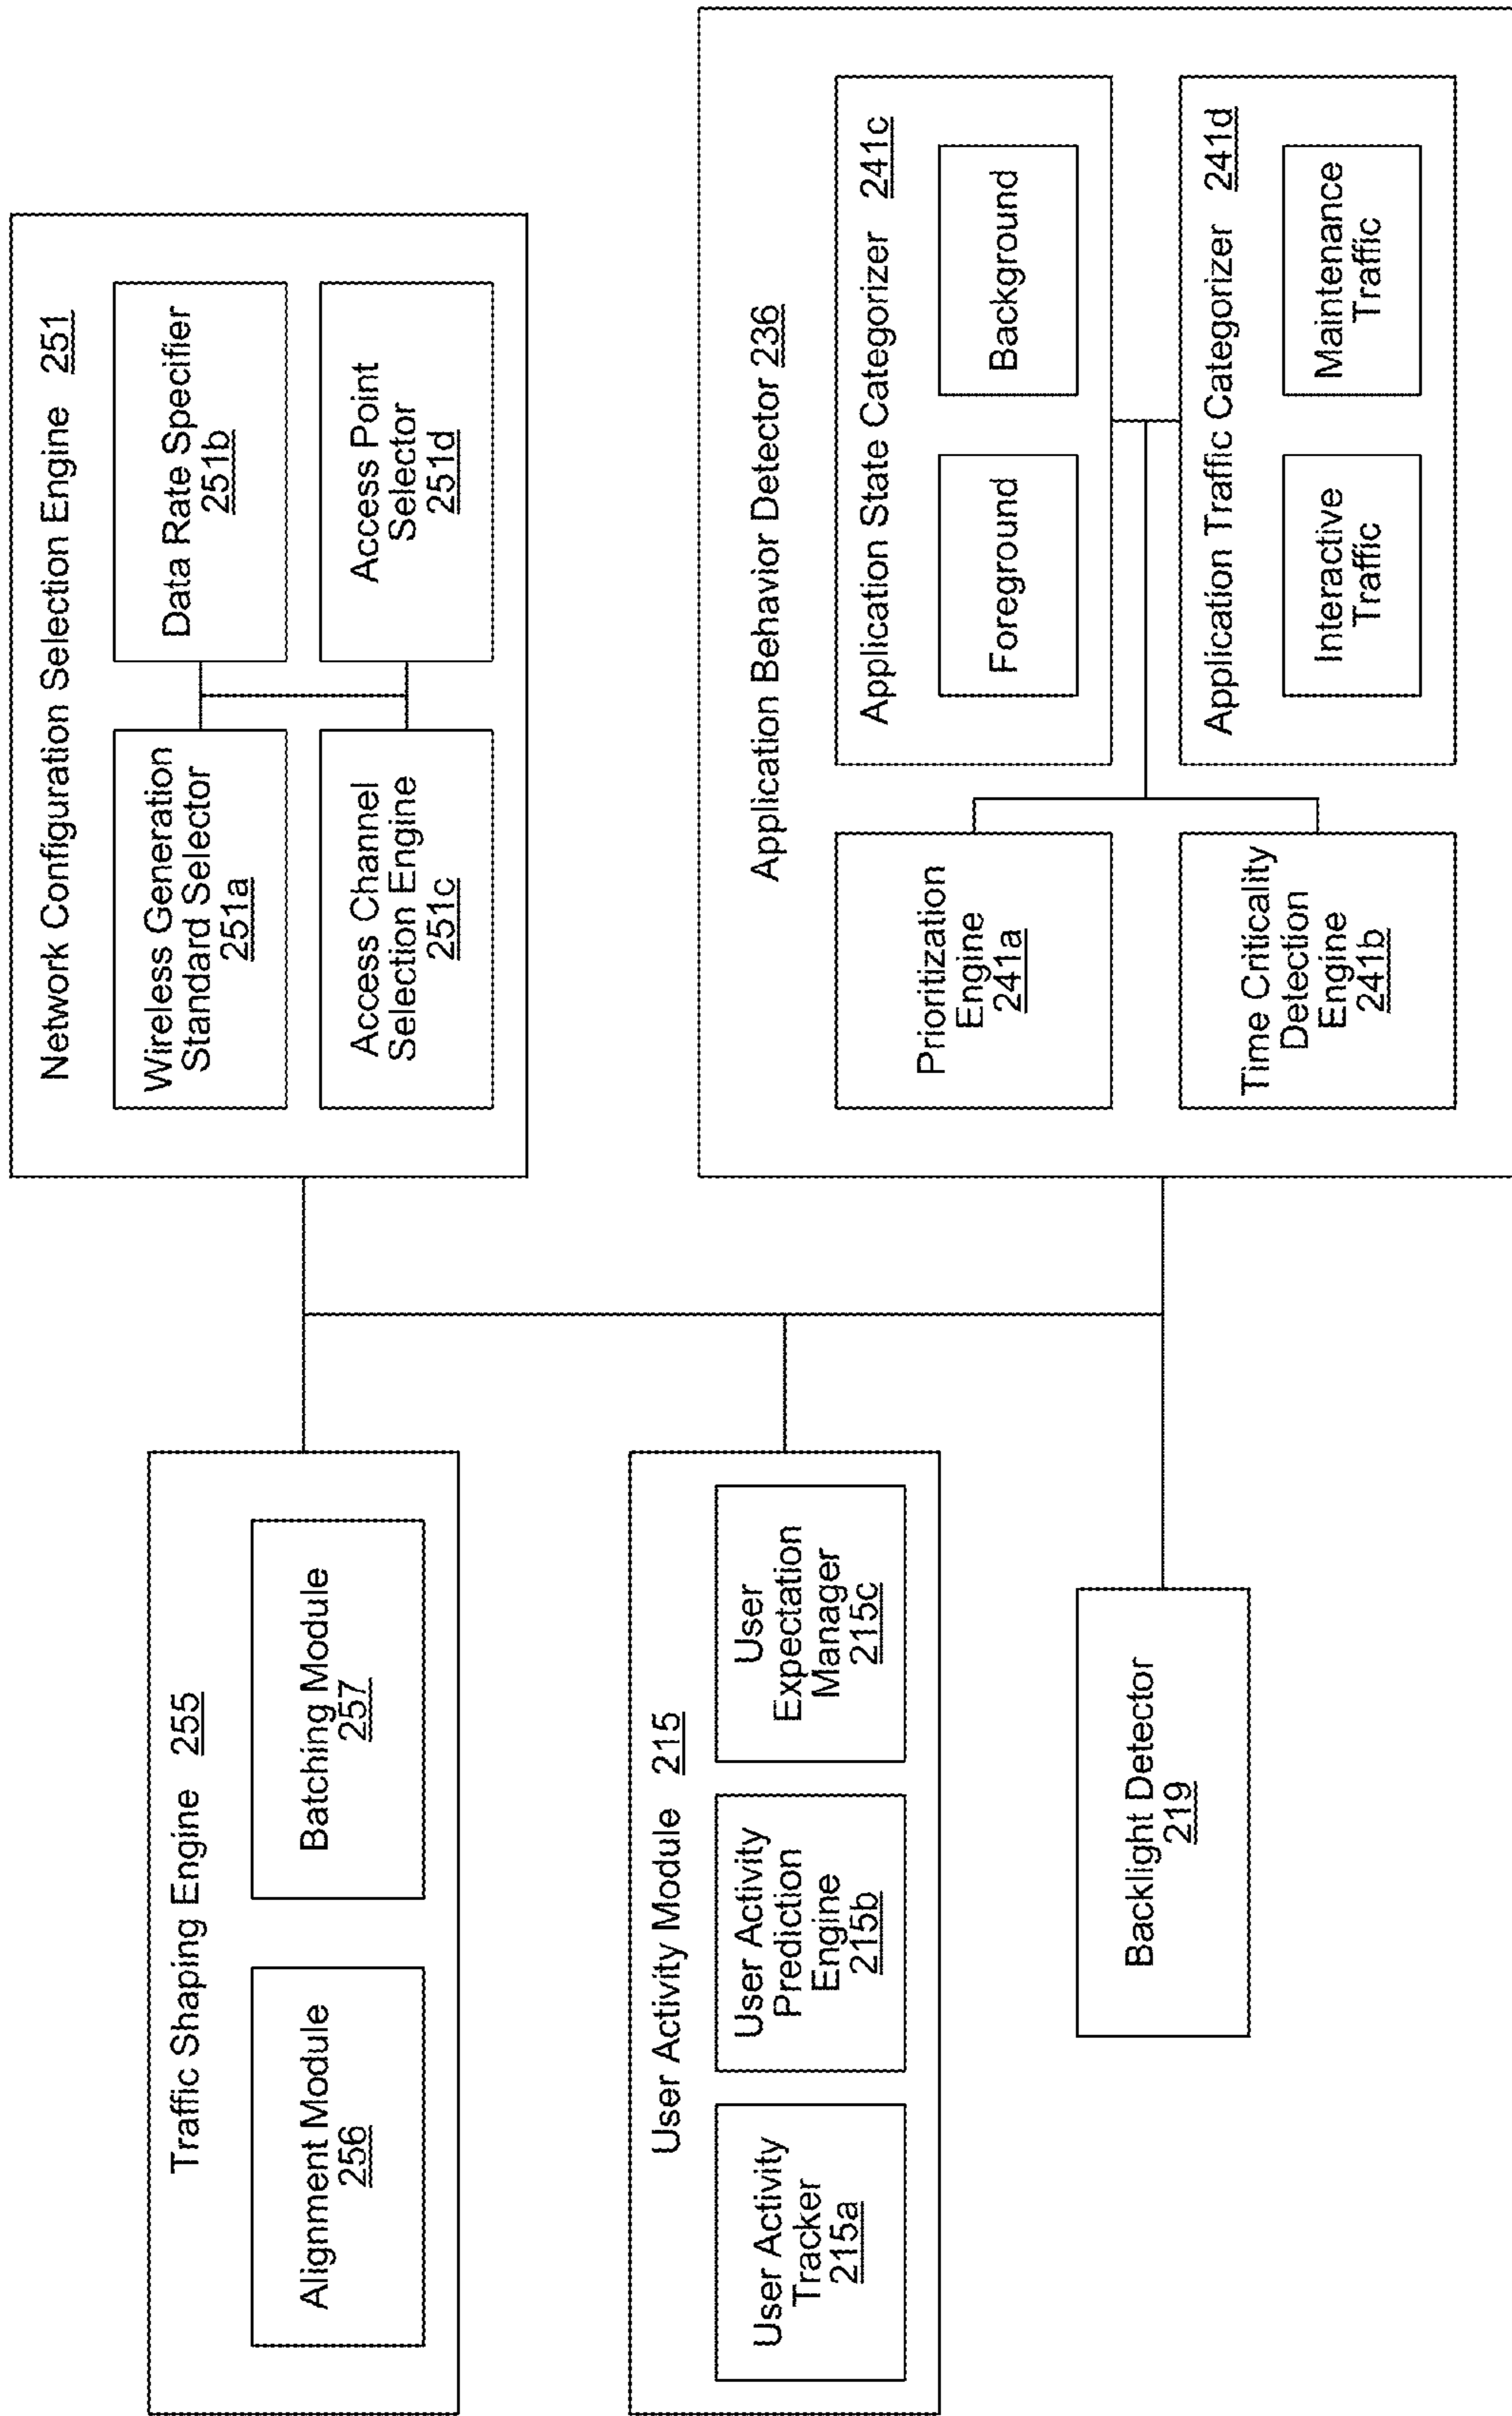 Traffic Shaping Engine 255
Alignment Module
256
Batching Module
257
User Activity Module 215
User Activity
Tracker
215a
User Activity
Prediction
Engine
215b
User
Expectation
Manager
215c
Backlight Detector
219
Network Configuration Selection Engine 251
Wireless Generation
Standard Selector
251a
Data Rate Specifier
251b
Access Channel
Selection Engine
251c
Access Point
Selector
251d
Application Behavior Detector 236
Prioritization
Engine
241a
Time Criticality
Detection
Engine
241b
Application State Categorizer 241c
Foreground
Background
Application Traffic Categorizer 241d
Interactive
Traffic
Maintenance
Traffic